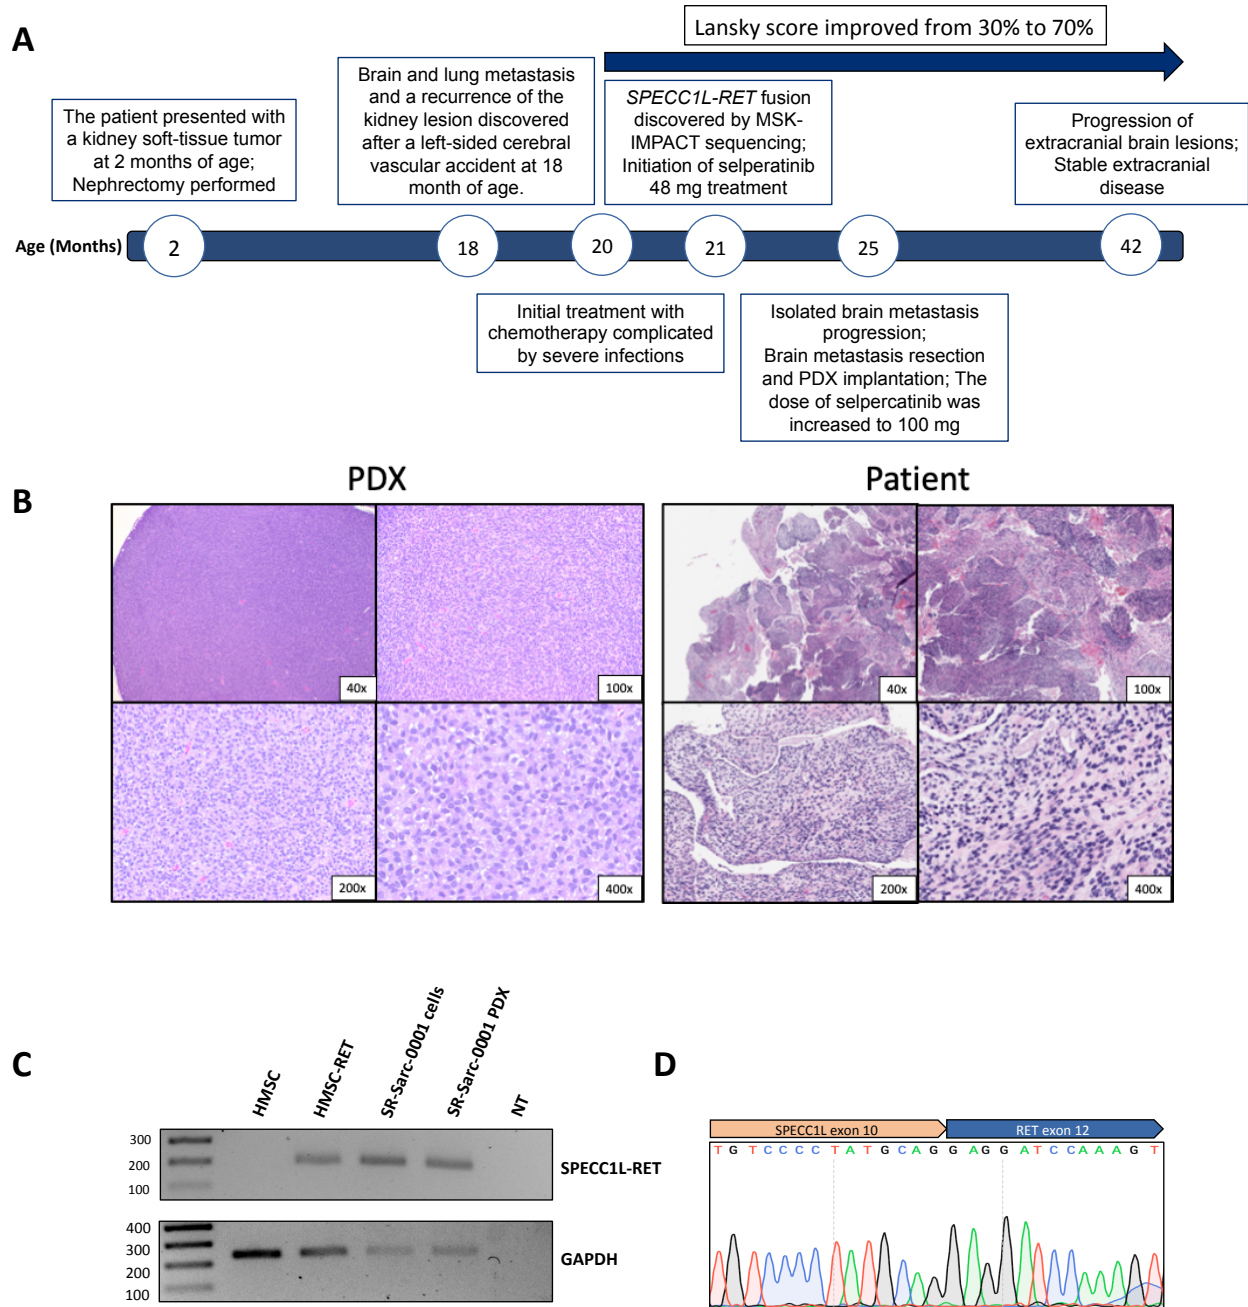 A
Lansky score improved from 30% to 70%
The patient presented with
a kidney soft-tissue tumor
at 2 months of age;
Nephrectomy performed
Brain and lung metastasis
and a recurrence of the
kidney lesion discovered
after a left-sided cerebral
vascular accident at 18
month of age.
SPECC1L-RET fusion
discovered by MSK-
IMPACT sequencing;
Initiation of selperatinib
48 mg treatment
Progression of
extracranial brain lesions;
Stable extracranial
disease
Age (Months)
2
18
20
21
25
42
Initial treatment with
chemotherapy complicated
by severe infections
Isolated brain metastasis
progression;
Brain metastasis resection
and PDX implantation; The
dose of selpercatinib was
increased to 100 mg
B
PDX
Patient
40x
100x
40x
100x
200x
400x
200x
400x
C
HMSC
HMSC-RET
SR-Sarc-0001 cells
SR-Sarc-0001 PDX
NT
300
200
100
SPECC1L-RET
400
300
200
100
GAPDH
D
SPECC1L exon 10
RET exon 12
T G T C C C C T A T G C A G G A G G A T C C A A A G T